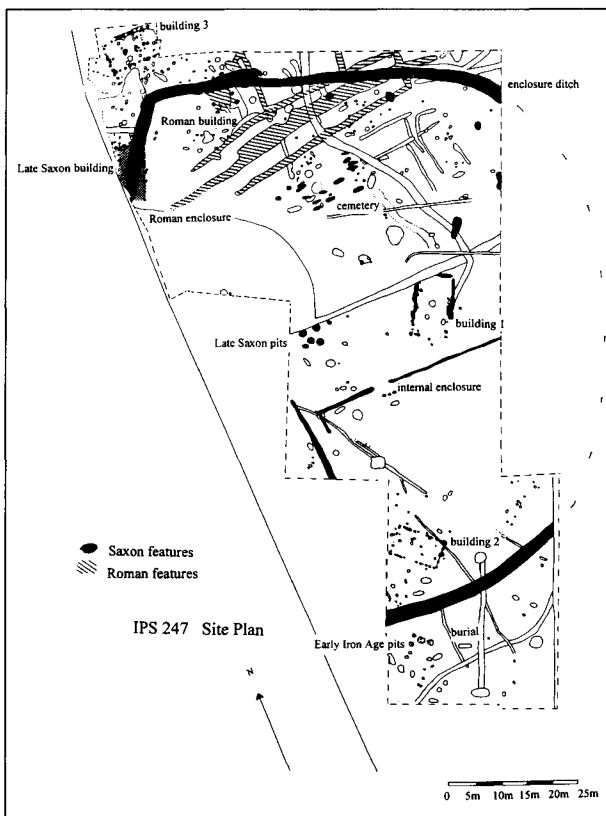 building 3
enclosure ditch
Roman building
Late Saxon building
cemetery
Roman enclosure
building 1
Late Saxon pits
internal enclosure
building 2
Saxon features
Roman features
IPS 247 Site Plan
burial
Early Iron Age pits
N
0 5m 10m 15m 20m 25m